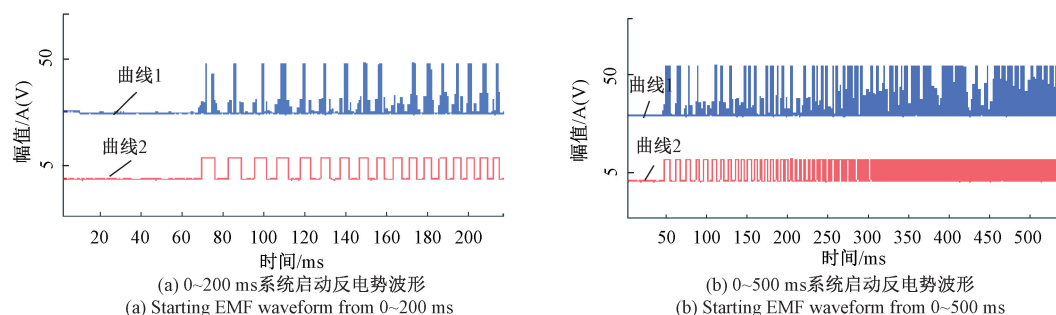 50
曲线1
幅值/A(V)
曲线2
5
20 40 60 80 100 120 140 160 180 200
时间/ms
(a) 0~200 ms系统启动反电势波形
(a) Starting EMF waveform from 0~200 ms
50
曲线1
幅值/A(V)
曲线2
5
50 100 150 200 250 300 350 400 450 500
时间/ms
(b) 0~500 ms系统启动反电势波形
(b) Starting EMF waveform from 0~500 ms